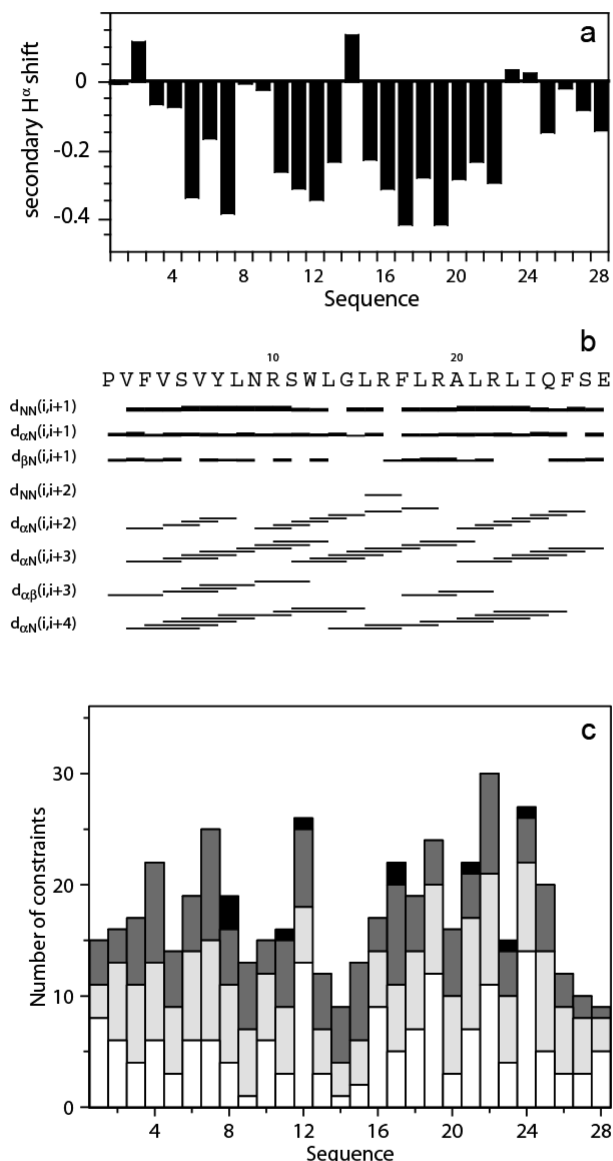 a
secondary Hα shift
0
-0.2
-0.4
4 8 12 16 20 24 28
Sequence
b
10 20
P V F V S V Y L N R S W L G L R F L R A L R L I Q F S E
dNN(i,i+1)
dαN(i,i+1)
dβN(i,i+1)
dNN(i,i+2)
dαN(i,i+2)
dαN(i,i+3)
dαβ(i,i+3)
dαN(i,i+4)
c
Number of constraints
30
20
10
0
4 8 12 16 20 24 28
Sequence